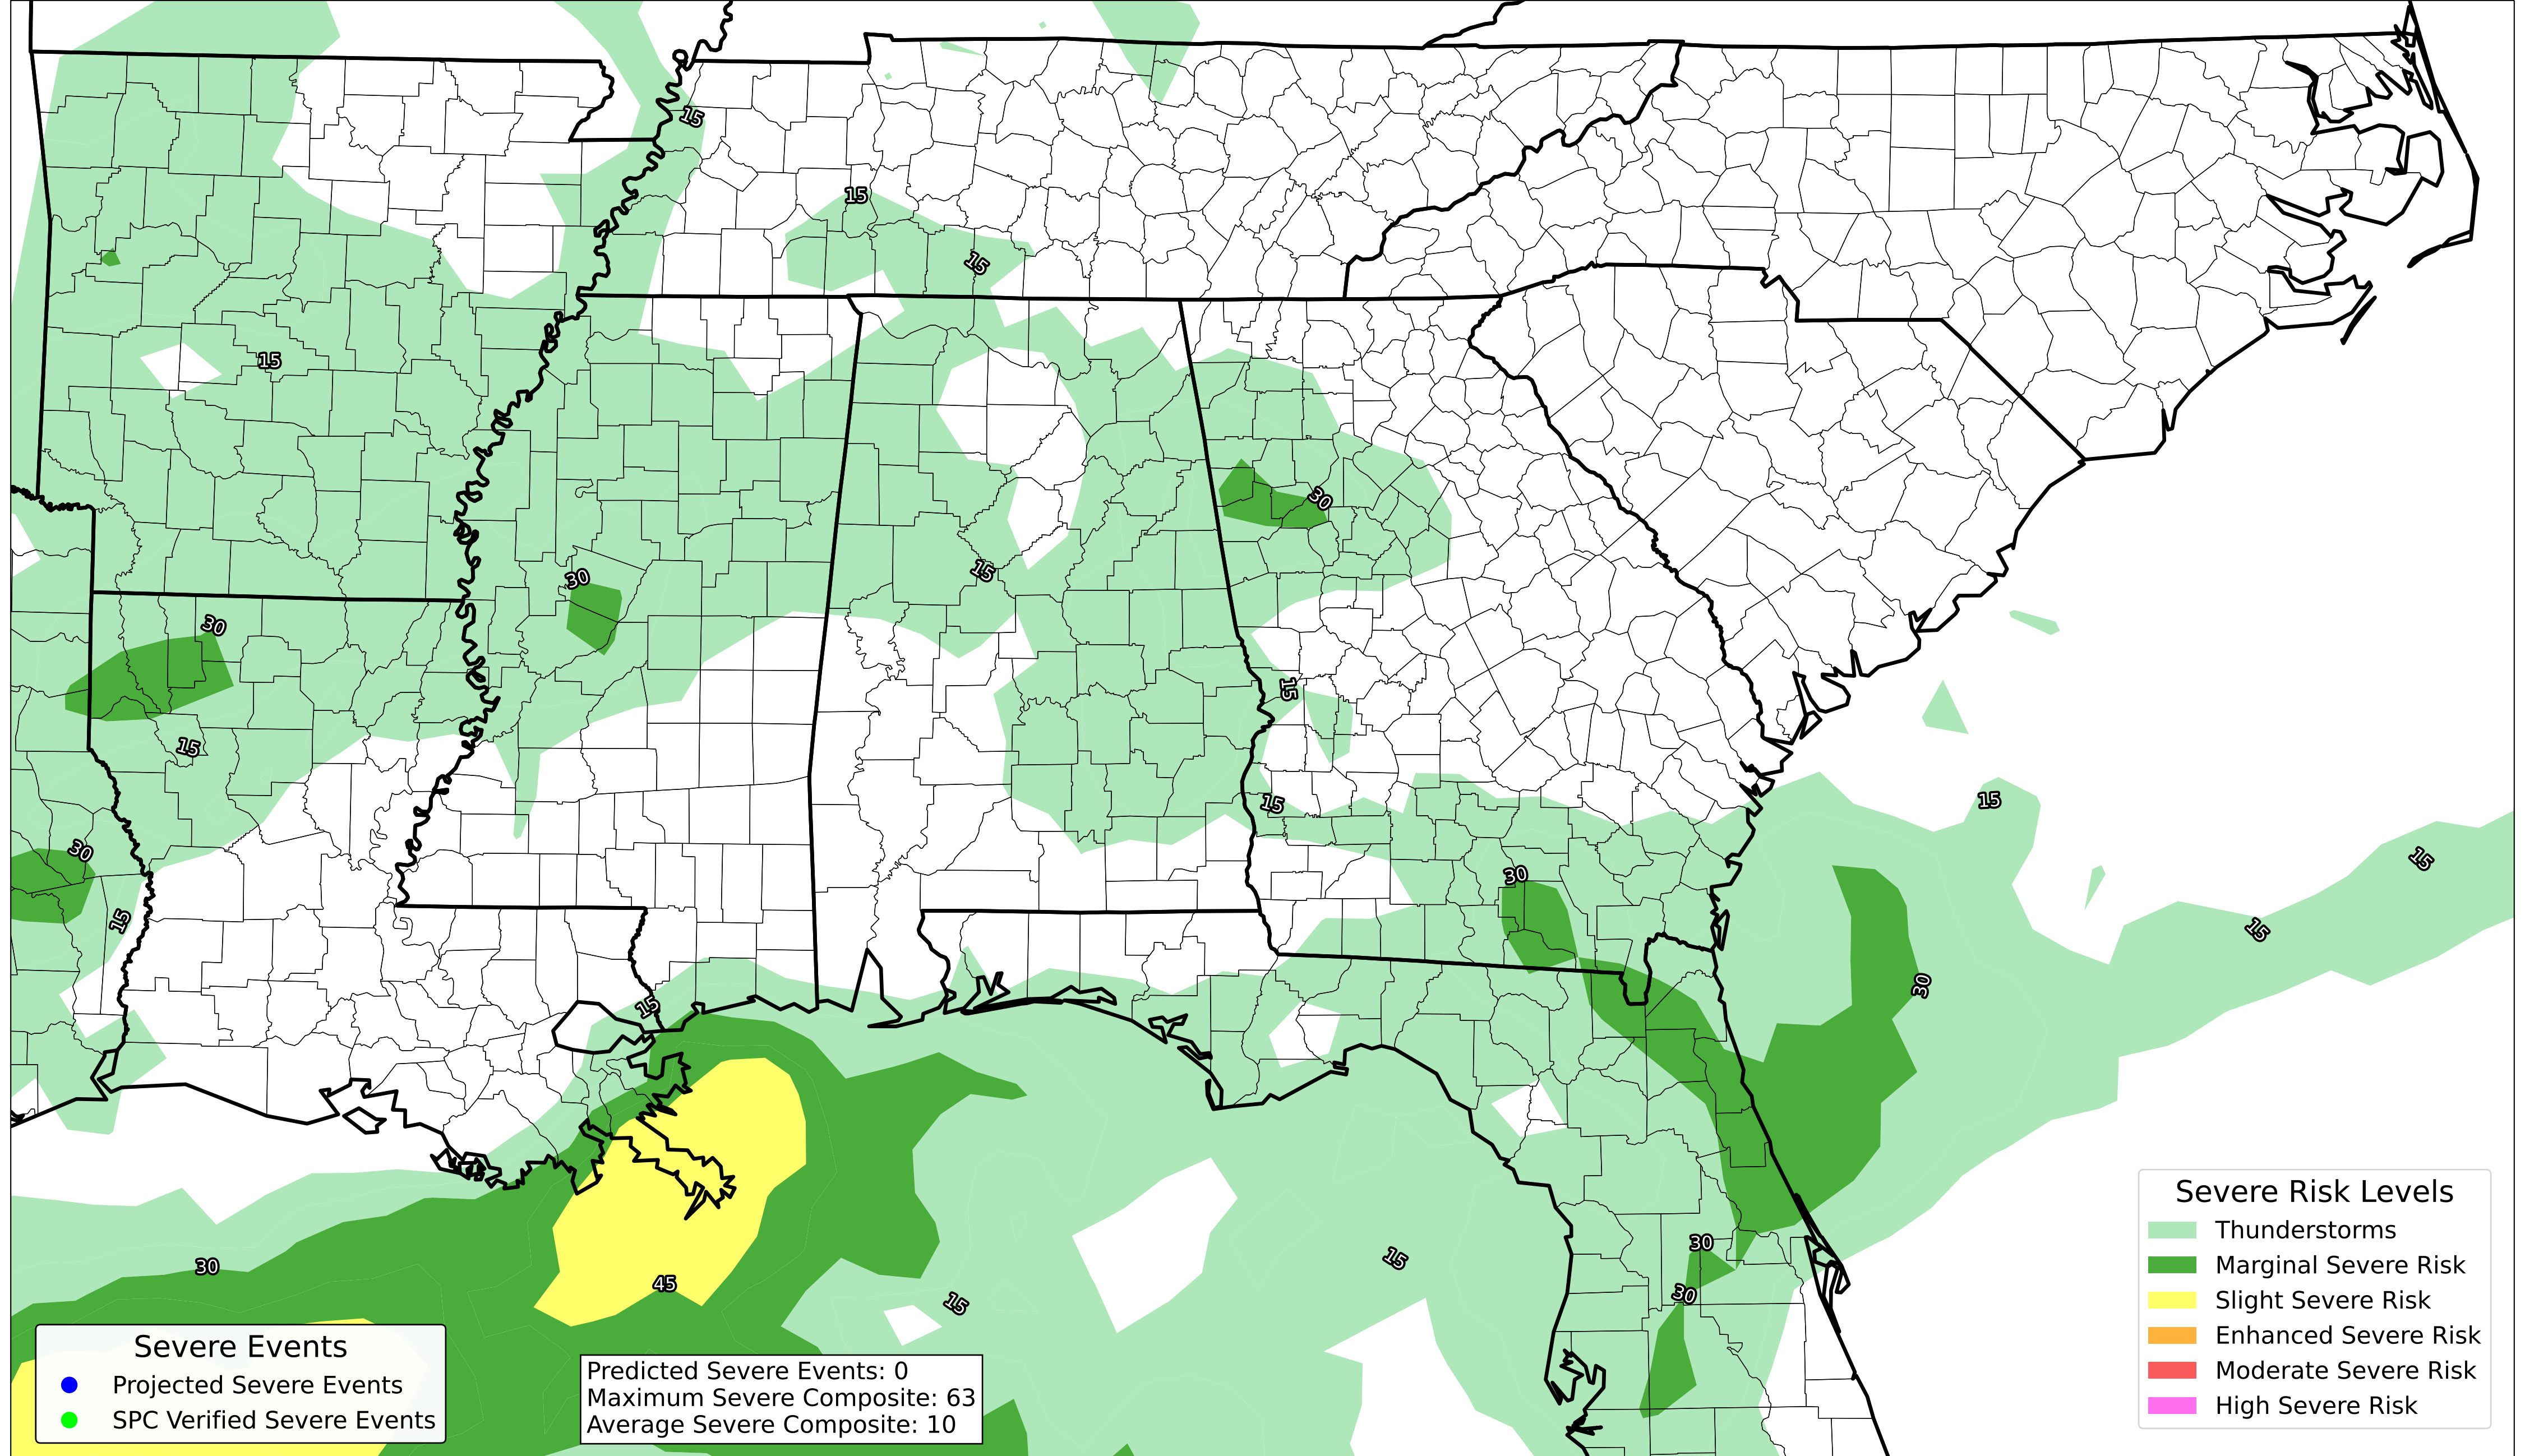 15
15
15
15
30
15
30
30
15
15
15
15
30
30
15
15
15
30
15
15
30
30
15
30
45
15
30
Severe Risk Levels
Thunderstorms
Marginal Severe Risk
Slight Severe Risk
Enhanced Severe Risk
Moderate Severe Risk
High Severe Risk
Severe Events
Projected Severe Events
SPC Verified Severe Events
Predicted Severe Events: 0
Maximum Severe Composite: 63
Average Severe Composite: 10